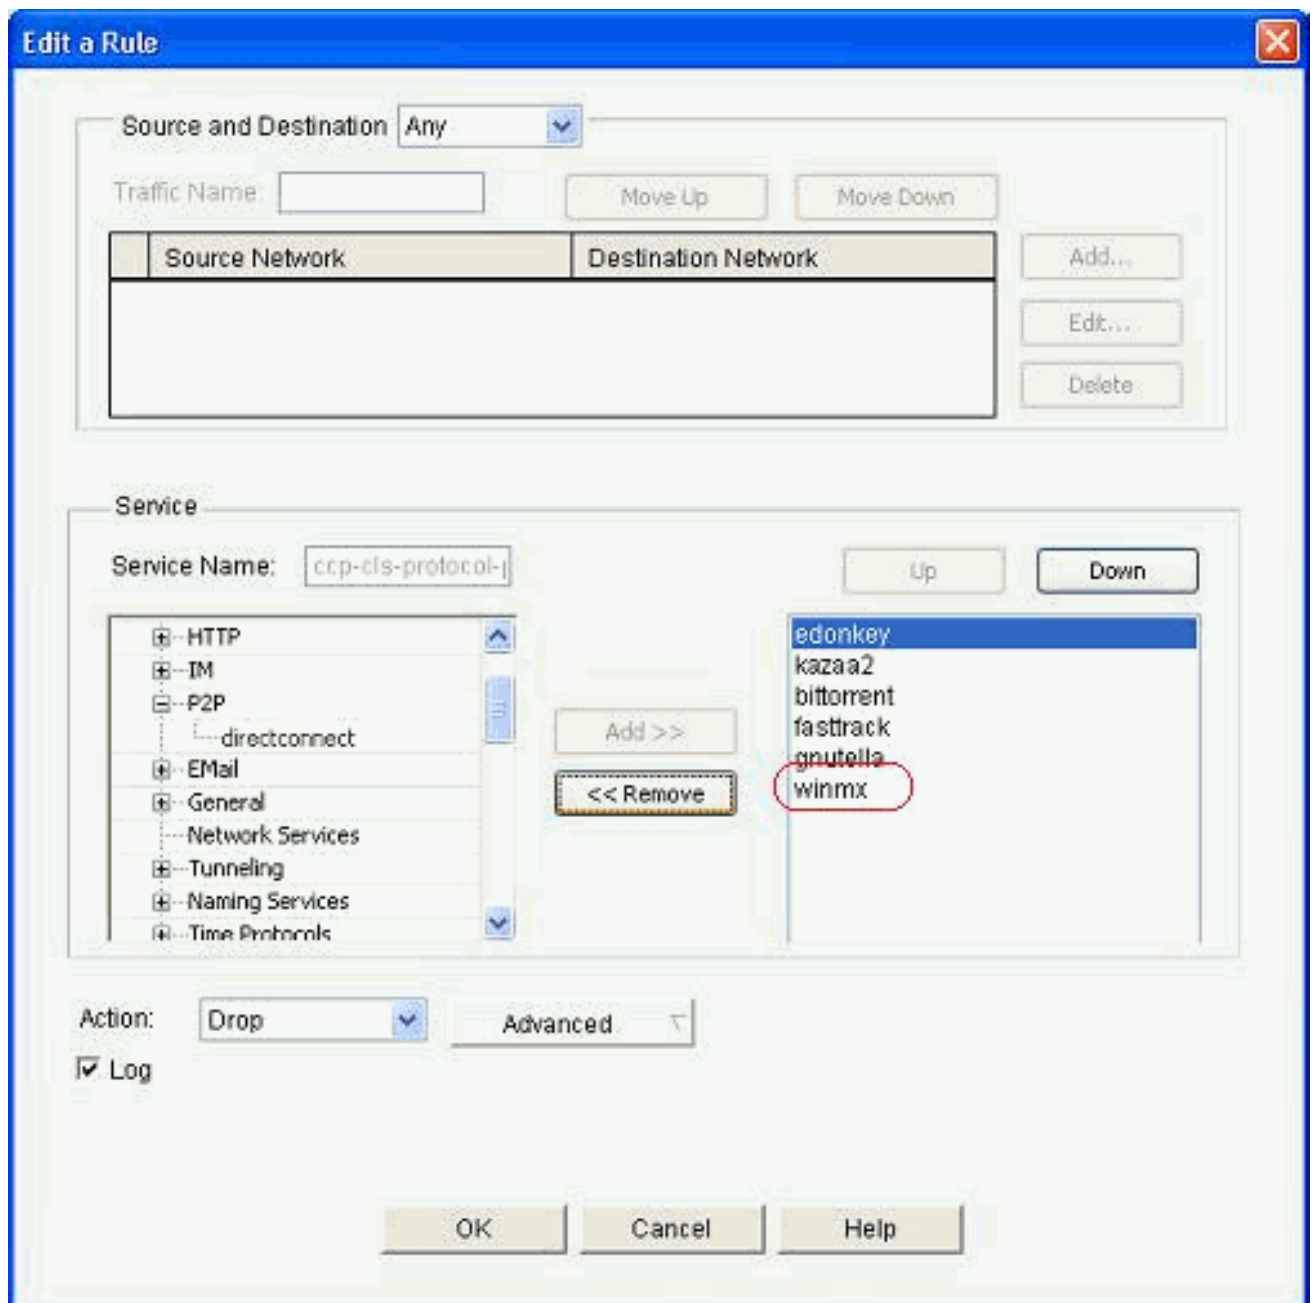 Edit a Rule
Source and Destination Any
Traffic Name: Move Up Move Down
Source Network Destination Network Add...
Edit...
Delete
Service
Service Name: ccp-cls-protocol-p Up Down
HTTP
IM
P2P
directconnect
EMail
General
Network Services
Tunneling
Naming Services
Time Protocols
Add >>
<< Remove
edonkey
kazaa2
bittorrent
fasttrack
gnutella
winmx
Action: Drop Advanced
Log
OK Cancel Help